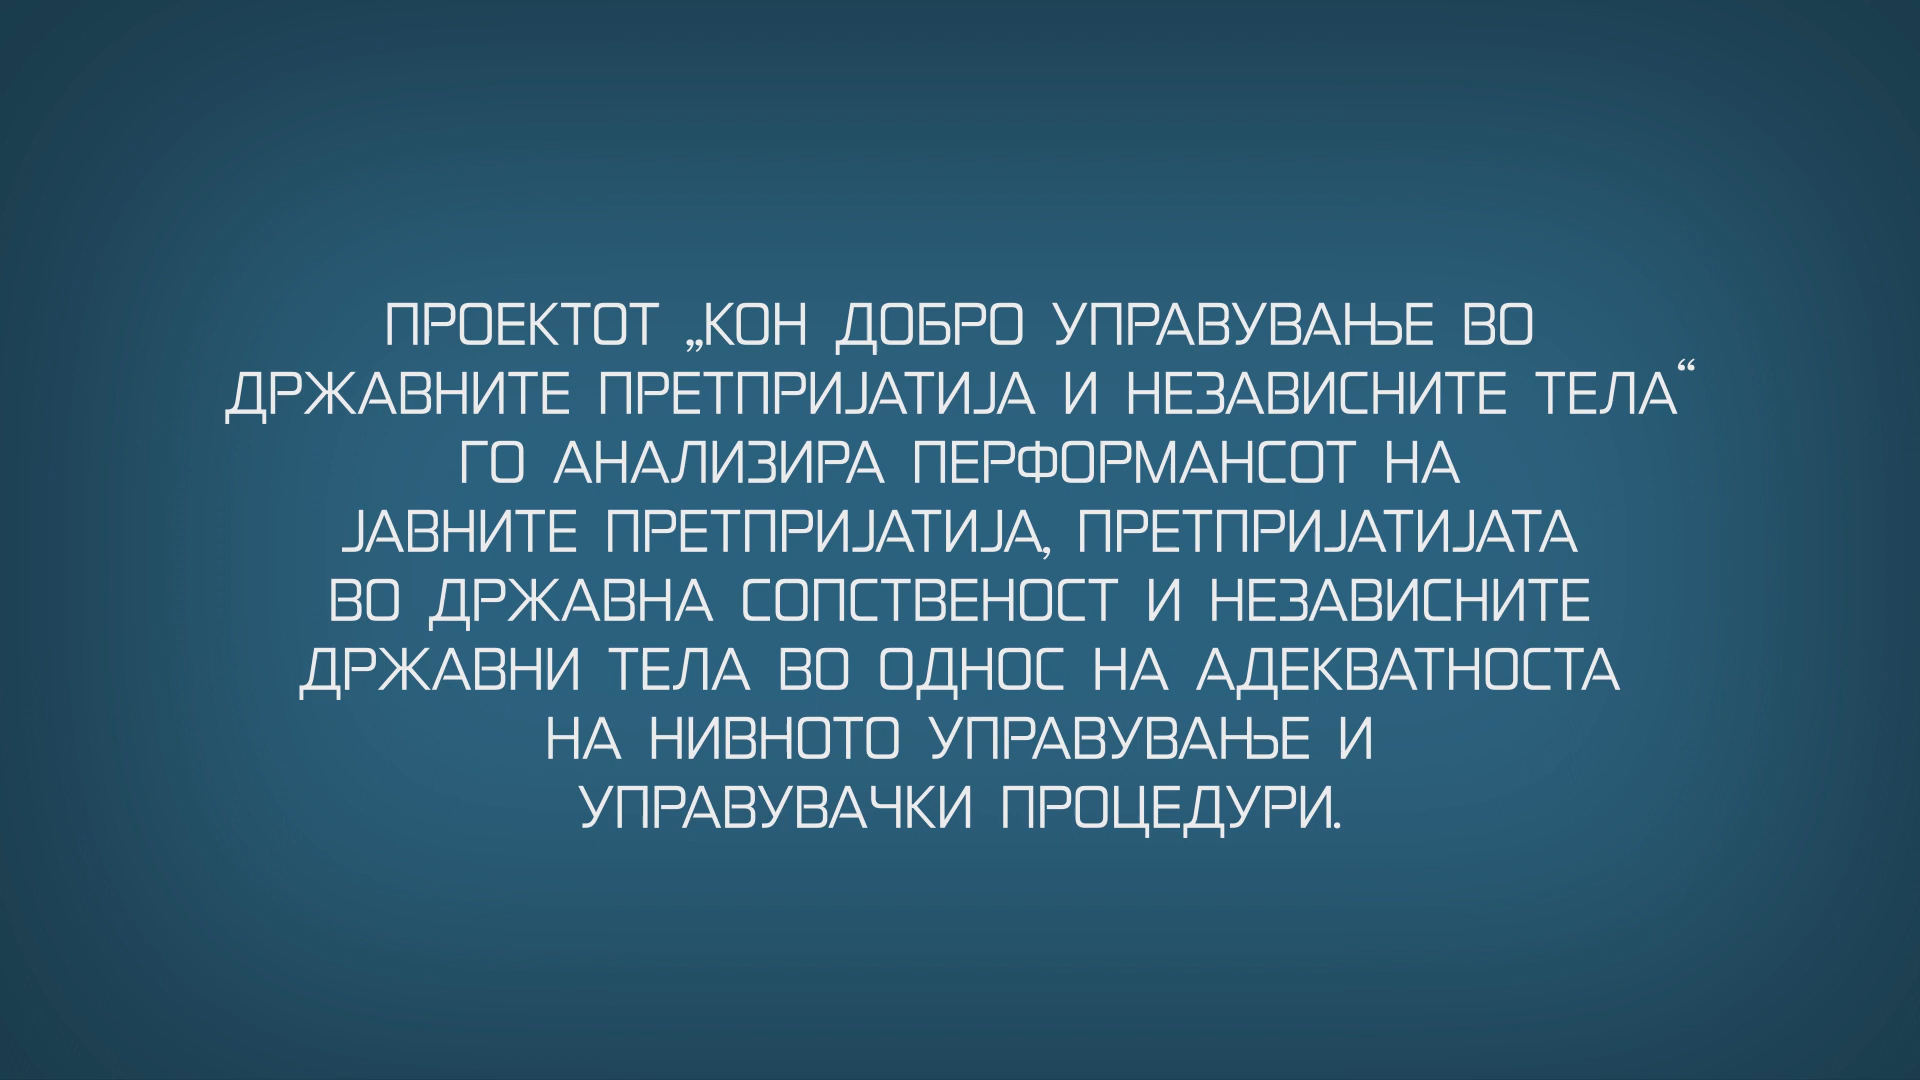 ПРОЕКТОТ „КОН ДОБРО УПРАВУВАЊЕ ВО
ДРЖАВНИТЕ ПРЕТПРИЈАТИЈА И НЕЗАВИСНИТЕ ТЕЛА“
ГО АНАЛИЗИРА ПЕРФОРМАНСОТ НА
ЈАВНИТЕ ПРЕТПРИЈАТИЈА, ПРЕТПРИЈАТИЈАТА
ВО ДРЖАВНА СОПСТВЕНОСТ И НЕЗАВИСНИТЕ
ДРЖАВНИ ТЕЛА ВО ОДНОС НА АДЕКВАТНОСТА
НА НИВНОТО УПРАВУВАЊЕ И
УПРАВУВАЧКИ ПРОЦЕДУРИ.